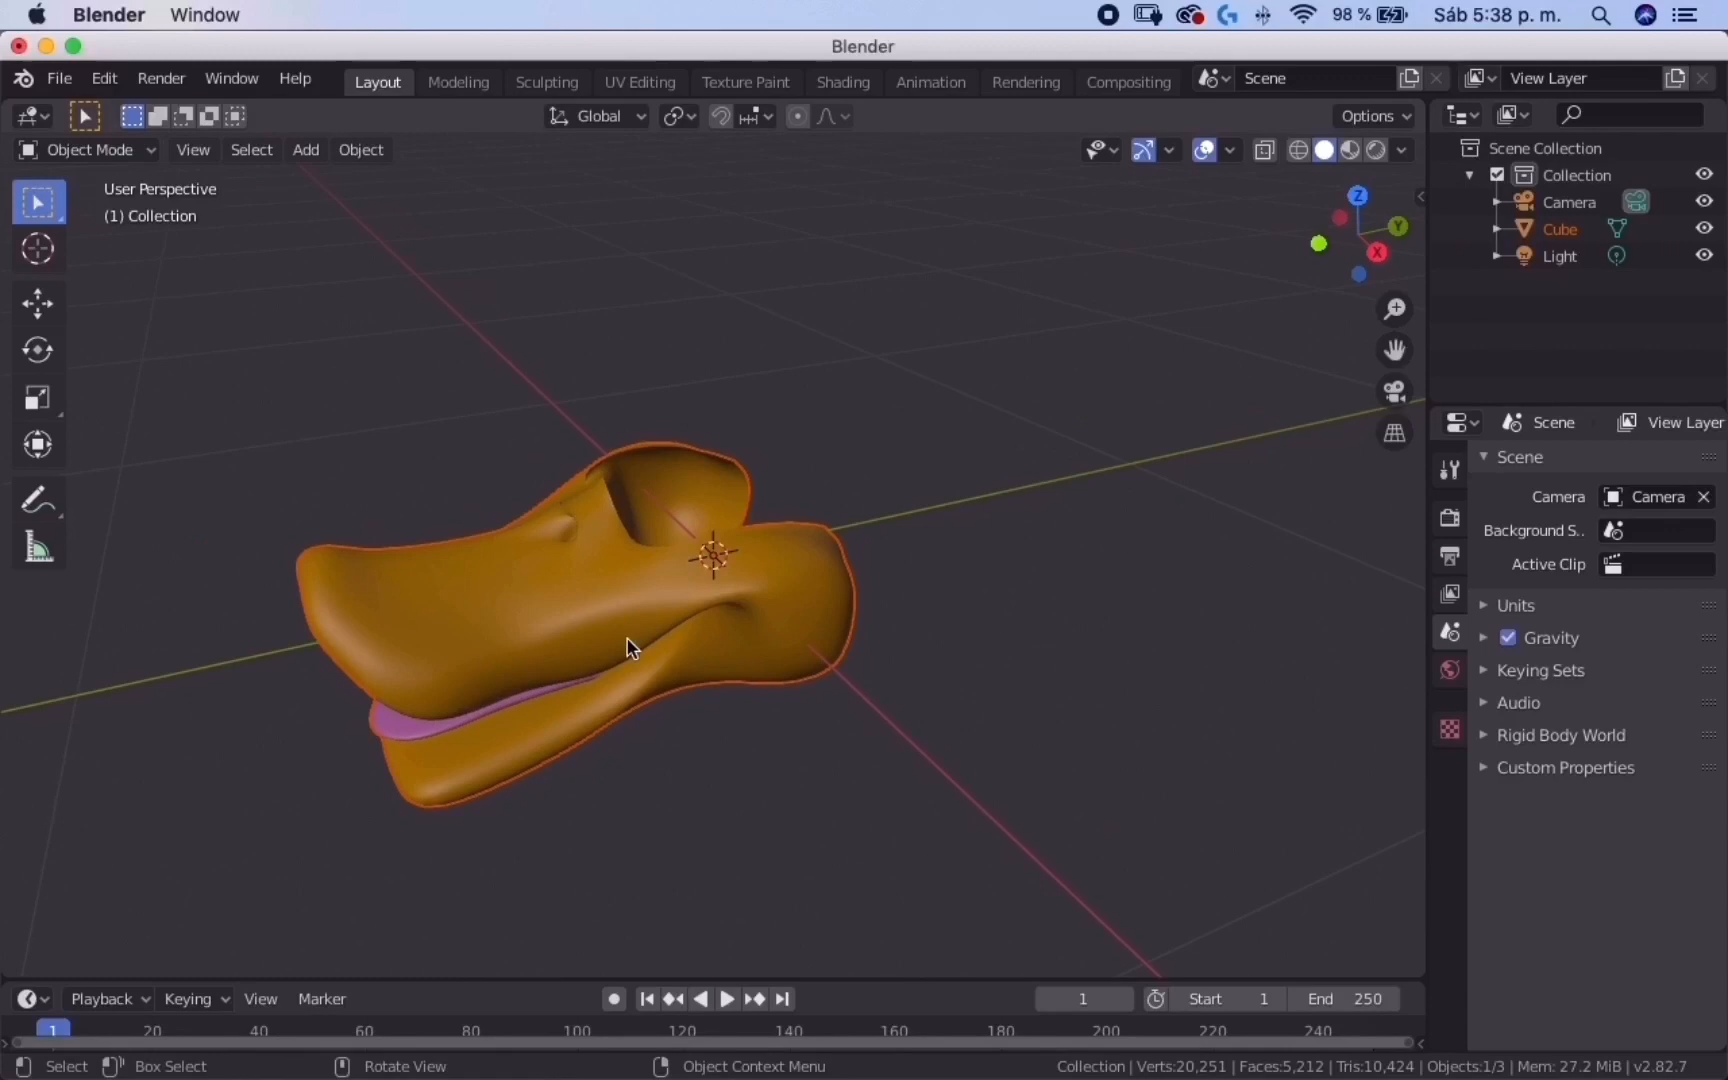 Blender Window 98 % Sáb 5:38 p. m.
Blender
File Edit Render Window Help Layout Modeling Sculpting UV Editing Texture Paint Shading Animation Rendering Compositing Scene View Layer
Global Options
Object Mode View Select Add Object
User Perspective
(1) Collection
Z
Y
X
Scene Collection
Collection
Camera
Cube
Light
Scene View Layer
Scene
Camera Camera
Background S..
Active Clip
Units
Gravity
Keying Sets
Audio
Rigid Body World
Custom Properties
Playback Keying View Marker 1 Start 1 End 250
1 20 40 60 80 100 120 140 160 180 200 220 240
Select Box Select Rotate View Object Context Menu Collection | Verts:20,251 | Faces:5,212 | Tris:10,424 | Objects:1/3 | Mem: 27.2 MiB | v2.82.7